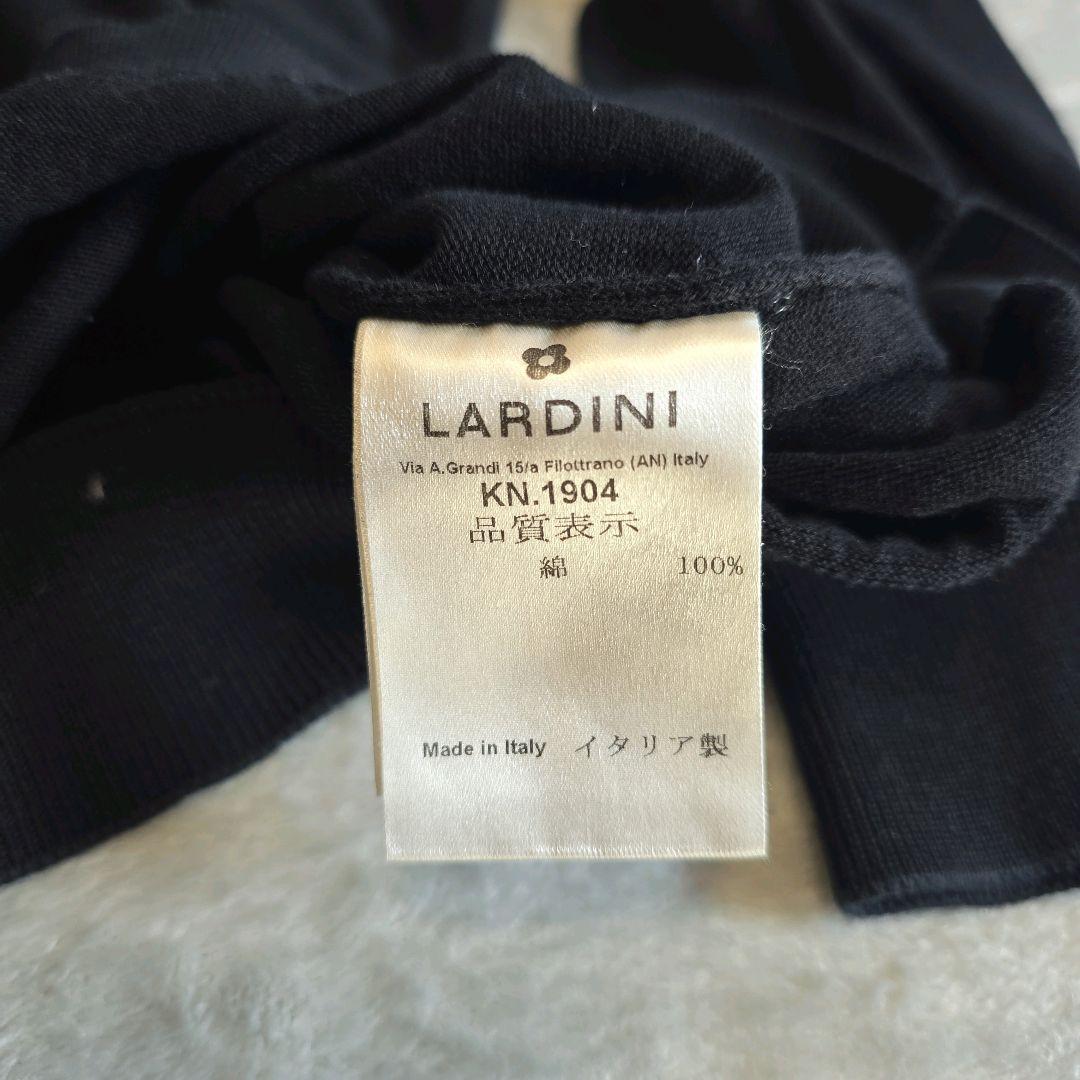 LARDINI
Via A.Grandi 15/a Filottrano (AN) Italy
KN.1904
品質表示
綿 100%
Made in Italy イタリア製